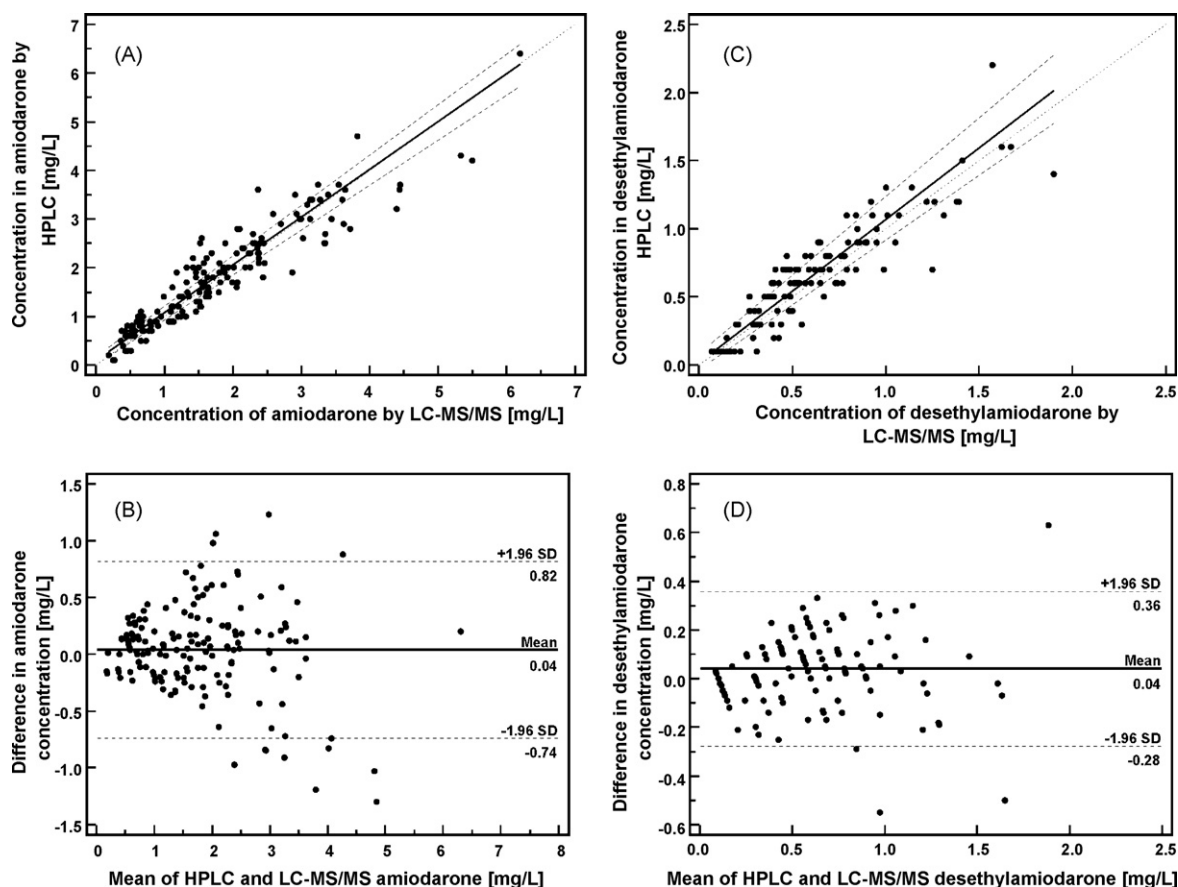 (A)
Concentration in amiodarone by
HPLC [mg/L]
7
6
5
4
3
2
1
0
0 1 2 3 4 5 6 7
Concentration of amiodarone by LC-MS/MS [mg/L]
(C)
Concentration in desethylamiodarone
HPLC [mg/L]
2.5
2.0
1.5
1.0
0.5
0.0
0.0 0.5 1.0 1.5 2.0 2.5
Concentration of desethylamiodarone by
LC-MS/MS [mg/L]
(B)
Difference in amiodarone
concentration [mg/L]
1.5
1.0
0.5
0.0
-0.5
-1.0
-1.5
+1.96 SD
0.82
Mean
0.04
-1.96 SD
-0.74
0 1 2 3 4 5 6 7 8
Mean of HPLC and LC-MS/MS amiodarone [mg/L]
(D)
Difference in desethylamiodarone
concentration [mg/L]
0.8
0.6
0.4
0.2
0.0
-0.2
-0.4
-0.6
+1.96 SD
0.36
Mean
0.04
-1.96 SD
-0.28
0.0 0.5 1.0 1.5 2.0 2.5
Mean of HPLC and LC-MS/MS desethylamiodarone [mg/L]